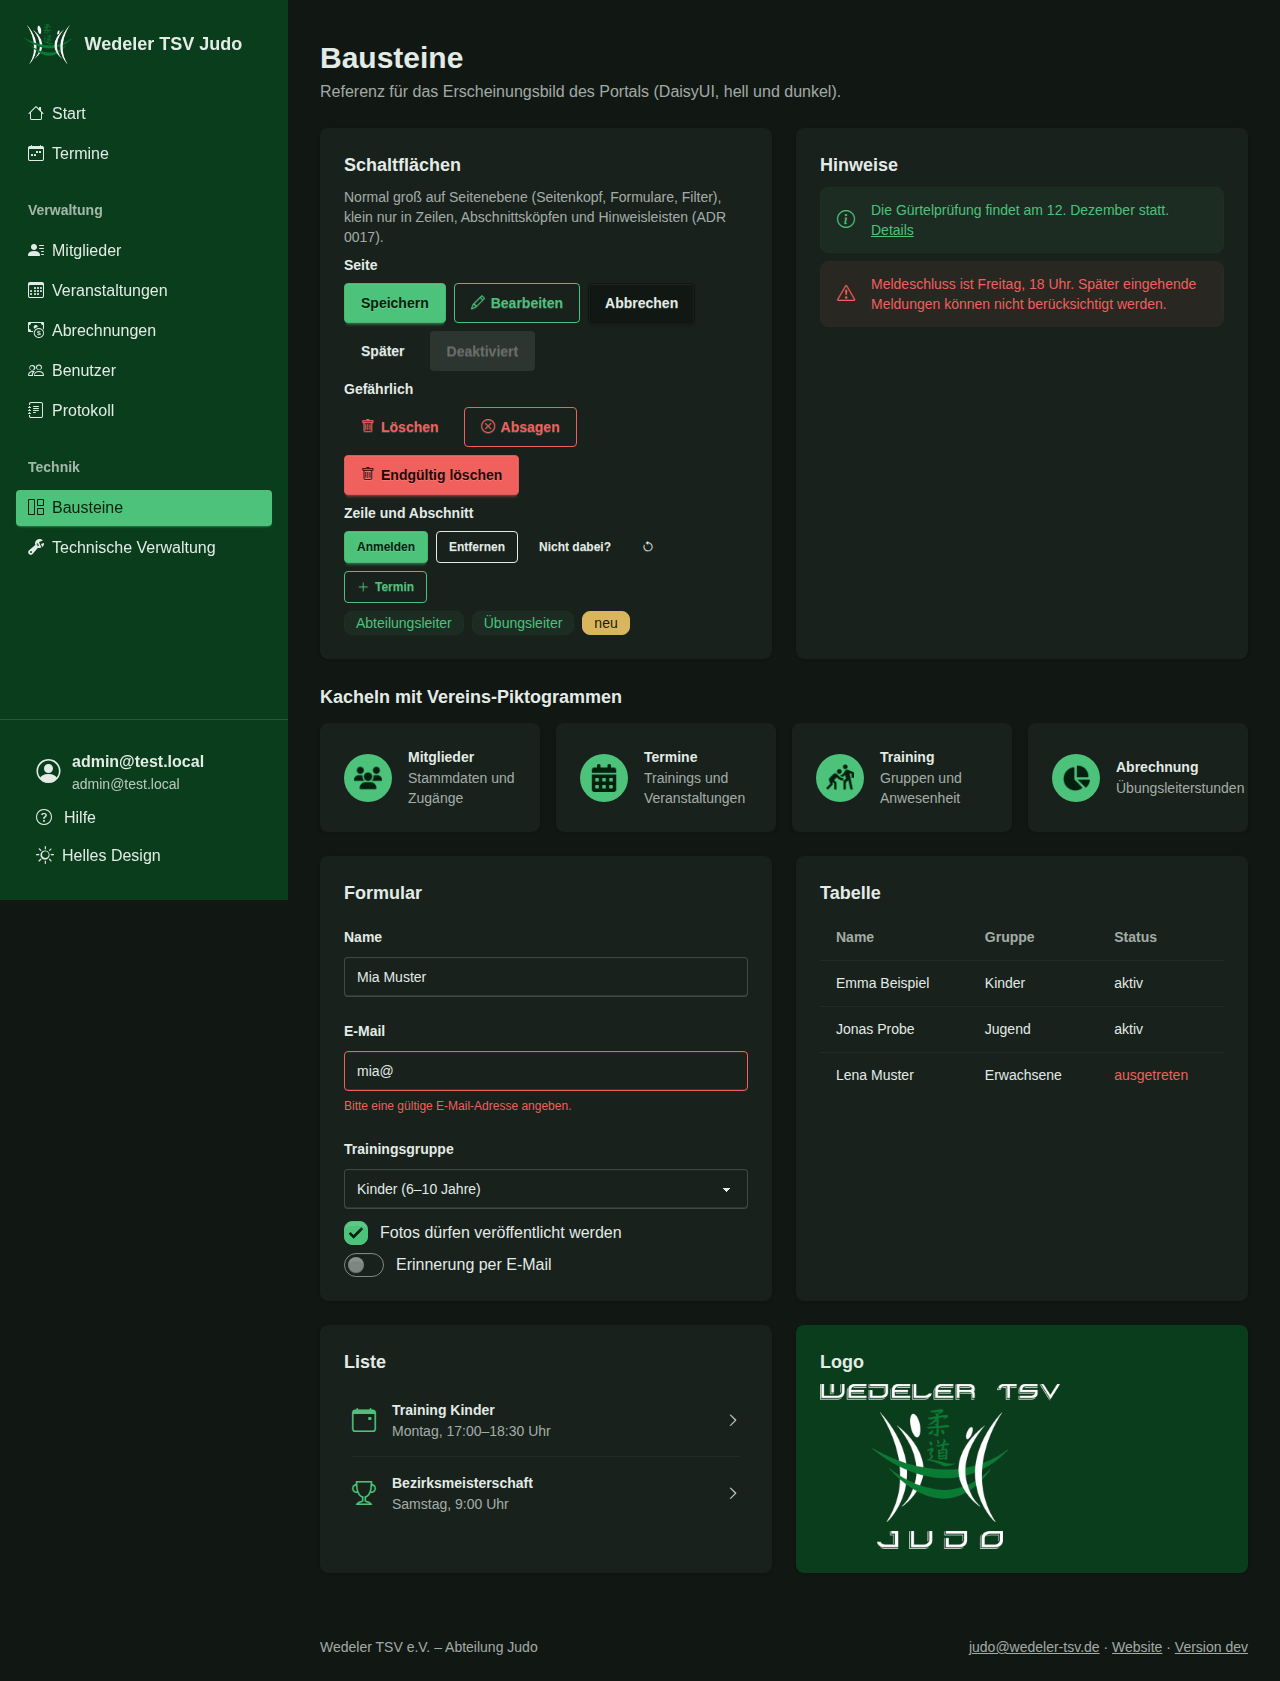 Wedeler TSV Judo
Start
Termine
Verwaltung
Mitglieder
Veranstaltungen
Abrechnungen
Benutzer
Protokoll
Technik
Bausteine
Technische Verwaltung
admin@test.local
admin@test.local
Hilfe
Helles Design
Bausteine
Referenz für das Erscheinungsbild des Portals (DaisyUI, hell und dunkel).
Schaltflächen
Normal groß auf Seitenebene (Seitenkopf, Formulare, Filter),
klein nur in Zeilen, Abschnittsköpfen und Hinweisleisten (ADR
0017).
Seite
Speichern Bearbeiten Abbrechen
Später Deaktiviert
Gefährlich
Löschen Absagen
Endgültig löschen
Zeile und Abschnitt
Anmelden Entfernen Nicht dabei?
Termin
Abteilungsleiter Übungsleiter neu
Hinweise
Die Gürtelprüfung findet am 12. Dezember statt.
Details
Meldeschluss ist Freitag, 18 Uhr. Später eingehende
Meldungen können nicht berücksichtigt werden.
Kacheln mit Vereins-Piktogrammen
Mitglieder
Stammdaten und
Zugänge
Termine
Trainings und
Veranstaltungen
Training
Gruppen und
Anwesenheit
Abrechnung
Übungsleiterstunden
Formular
Name
Mia Muster
E-Mail
mia@
Bitte eine gültige E-Mail-Adresse angeben.
Trainingsgruppe
Kinder (6–10 Jahre)
Fotos dürfen veröffentlicht werden
Erinnerung per E-Mail
Tabelle
Name Gruppe Status
Emma Beispiel Kinder aktiv
Jonas Probe Jugend aktiv
Lena Muster Erwachsene ausgetreten
Liste
Training Kinder
Montag, 17:00–18:30 Uhr
Bezirksmeisterschaft
Samstag, 9:00 Uhr
Logo
WEDELER TSV
柔
道
JUDO
Wedeler TSV e.V. – Abteilung Judo
judo@wedeler-tsv.de · Website · Version dev